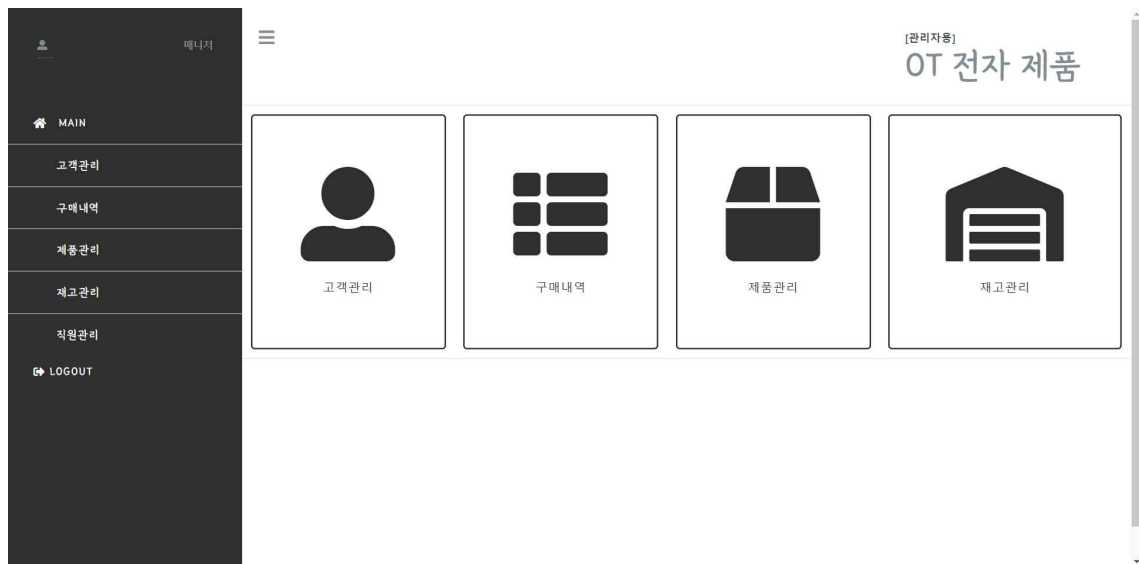 매니저
MAIN
고객관리
구매내역
제품관리
재고관리
직원관리
LOGOUT
[관리자용]
OT 전자 제품
고객관리
구매내역
제품관리
재고관리